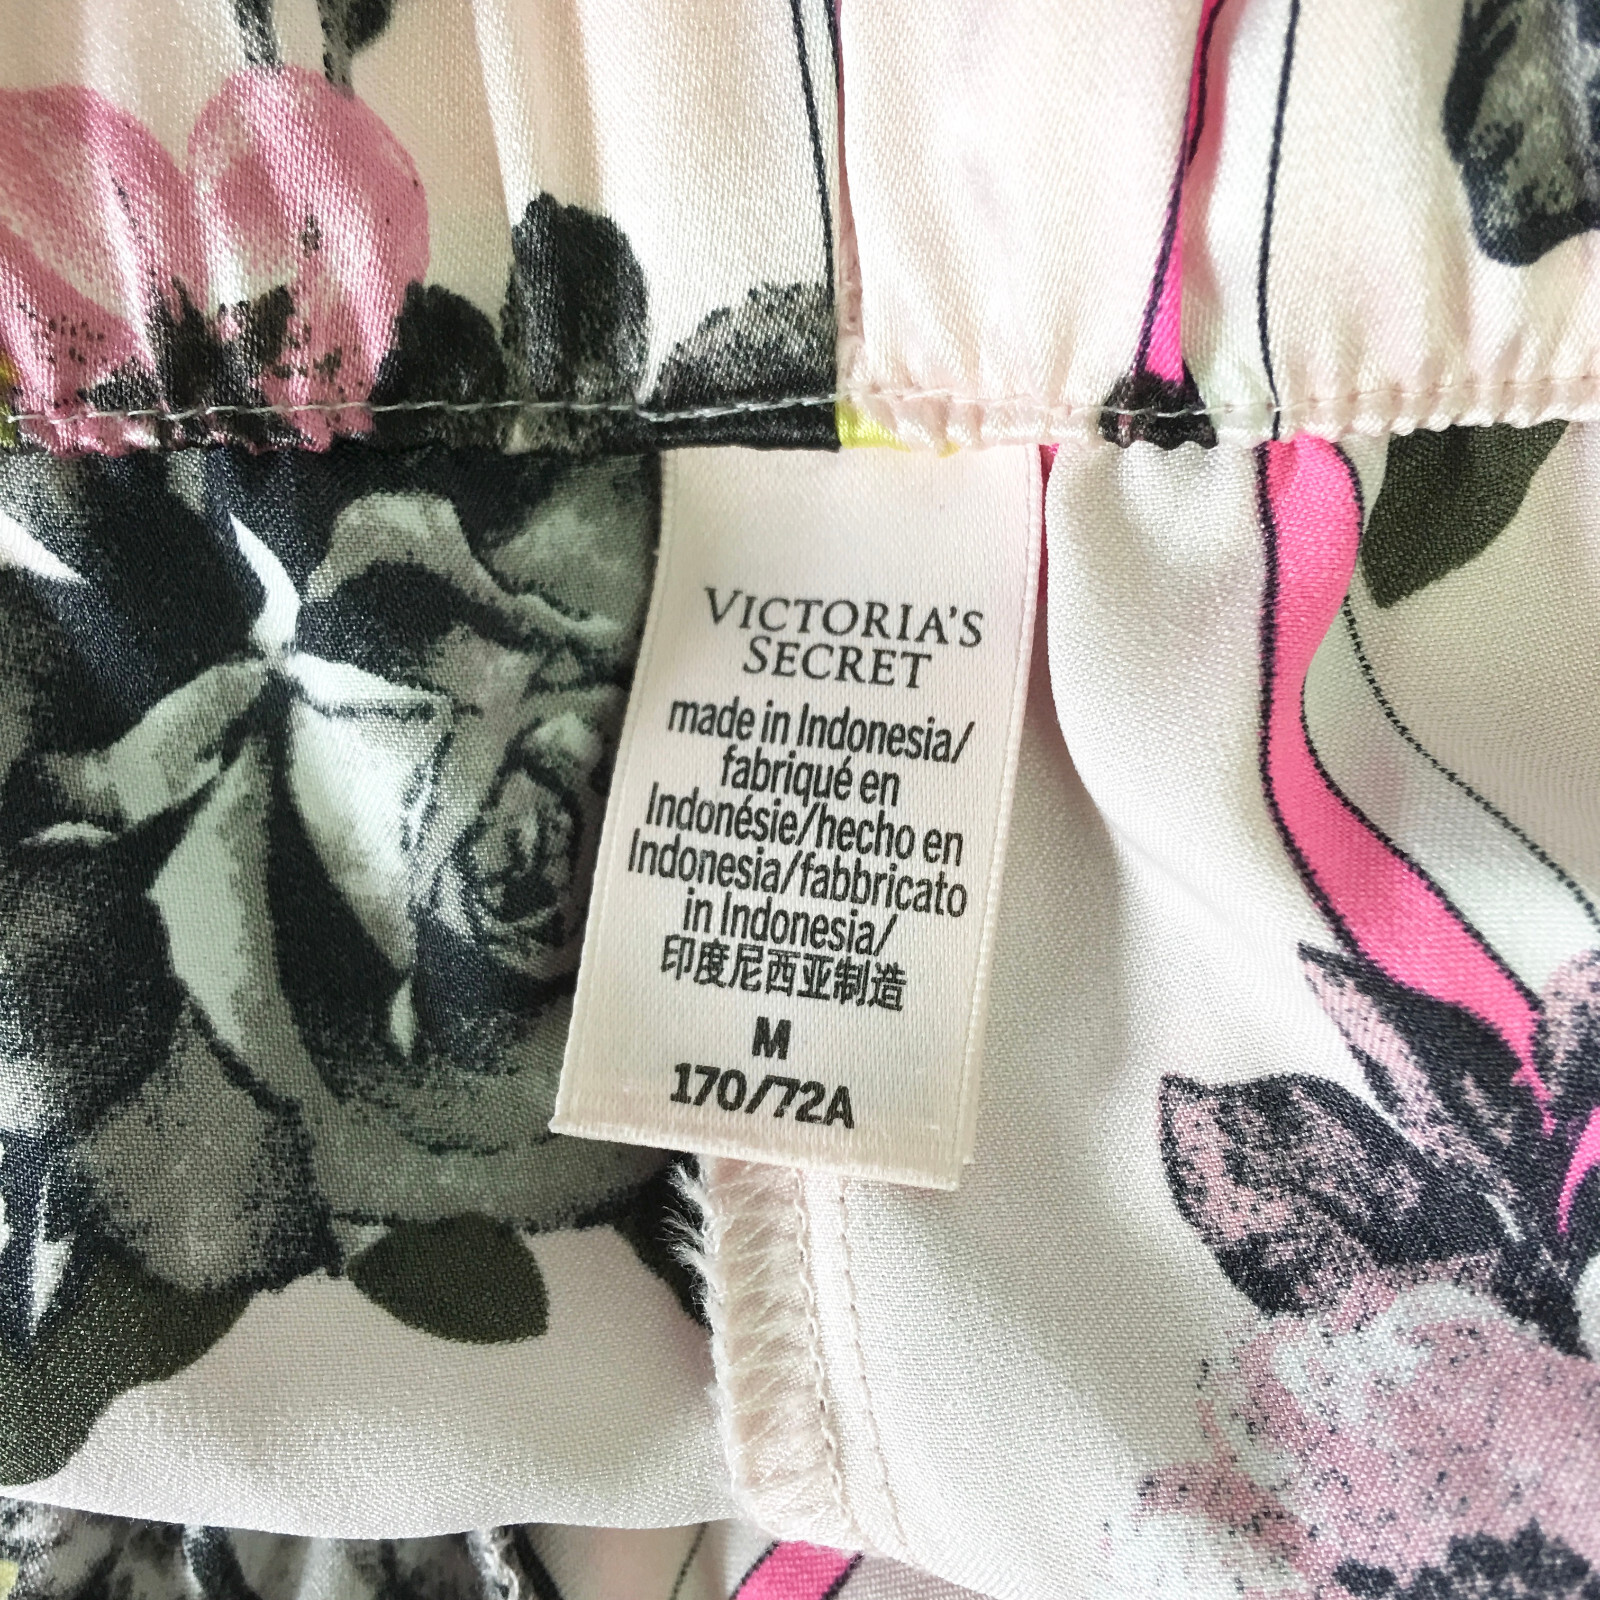 VICTORIA'S
SECRET
made in Indonesia/
fabriqué en
Indonésie/hecho en
Indonesia/fabbricato
in Indonesia/
印度尼西亚制造
M
170/72A